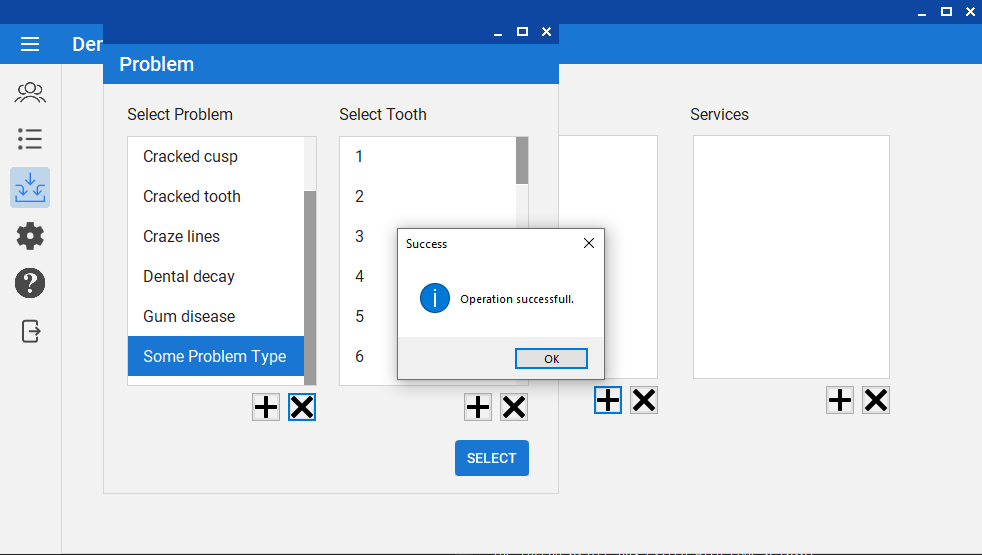 Der
Problem
Select Problem
Select Tooth
Services
Cracked cusp
Cracked tooth
Craze lines
Dental decay
Gum disease
Some Problem Type
1
2
3
4
5
6
Success
Operation successfull.
OK
SELECT